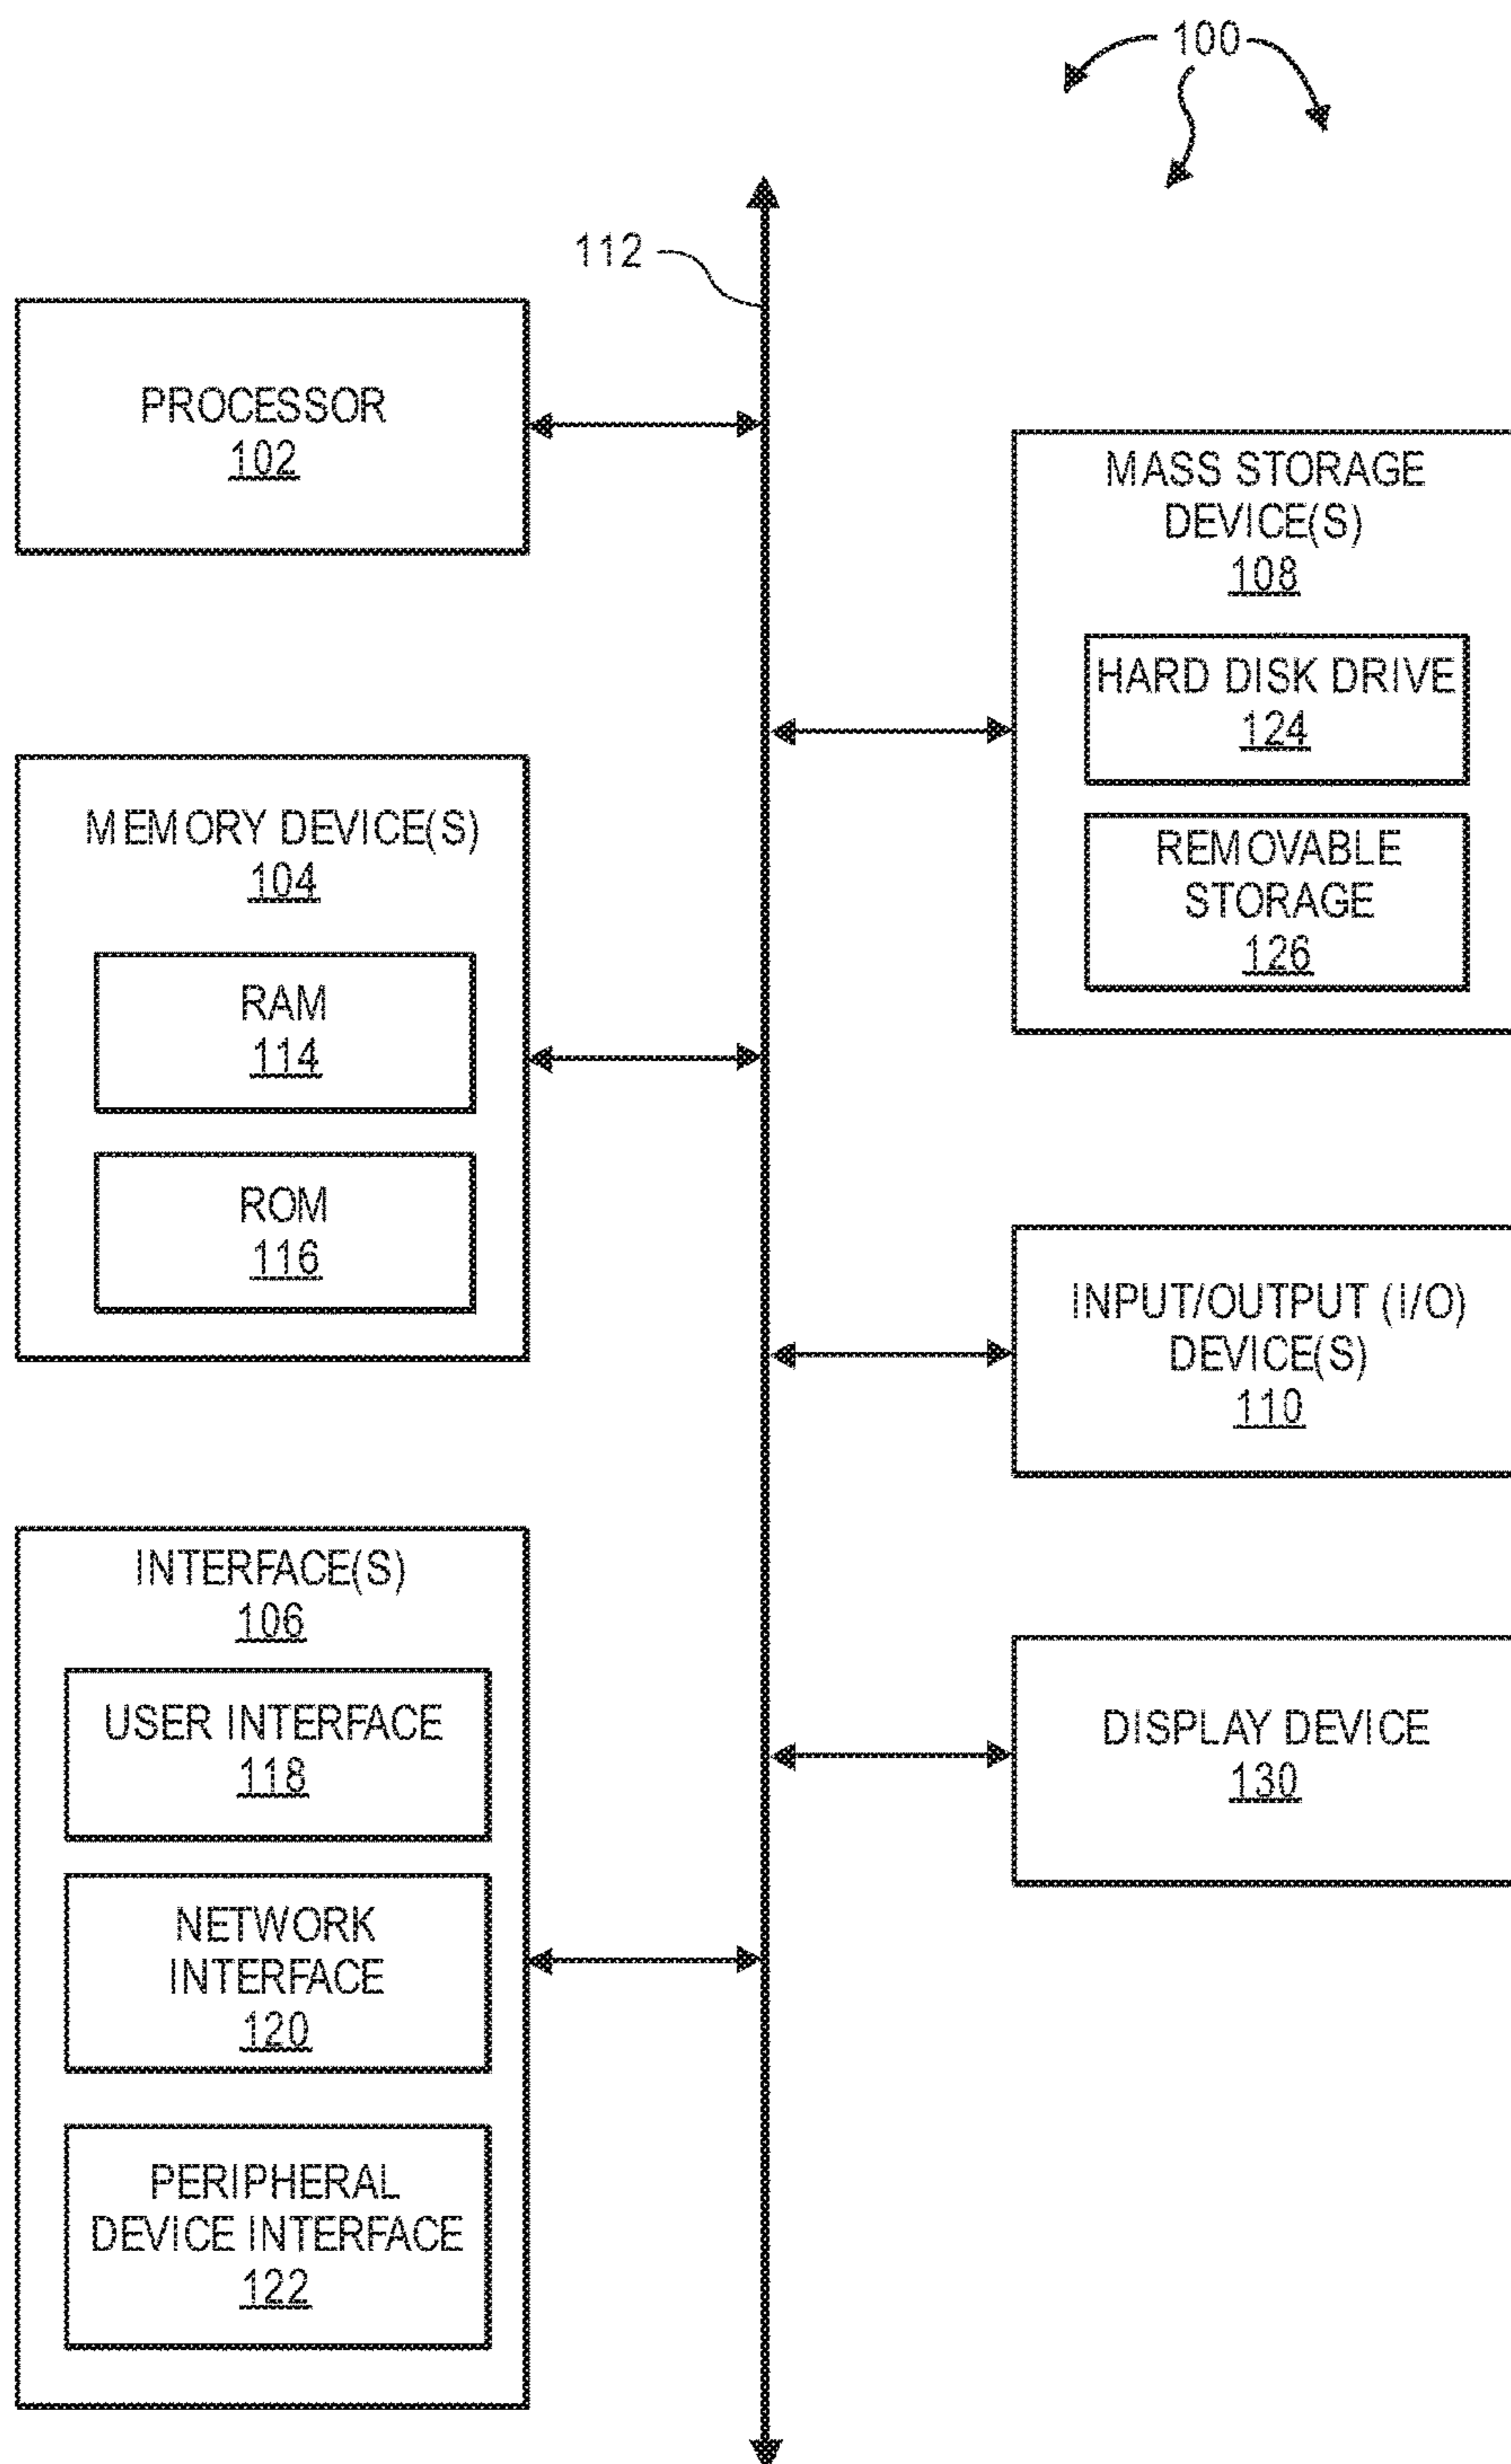 100
112
PROCESSOR
102
MEMORY DEVICE(S)
104
RAM
114
ROM
116
INTERFACE(S)
106
USER INTERFACE
118
NETWORK
INTERFACE
120
PERIPHERAL
DEVICE INTERFACE
122
MASS STORAGE
DEVICE(S)
108
HARD DISK DRIVE
124
REMOVABLE
STORAGE
126
INPUT/OUTPUT (I/O)
DEVICE(S)
110
DISPLAY DEVICE
130